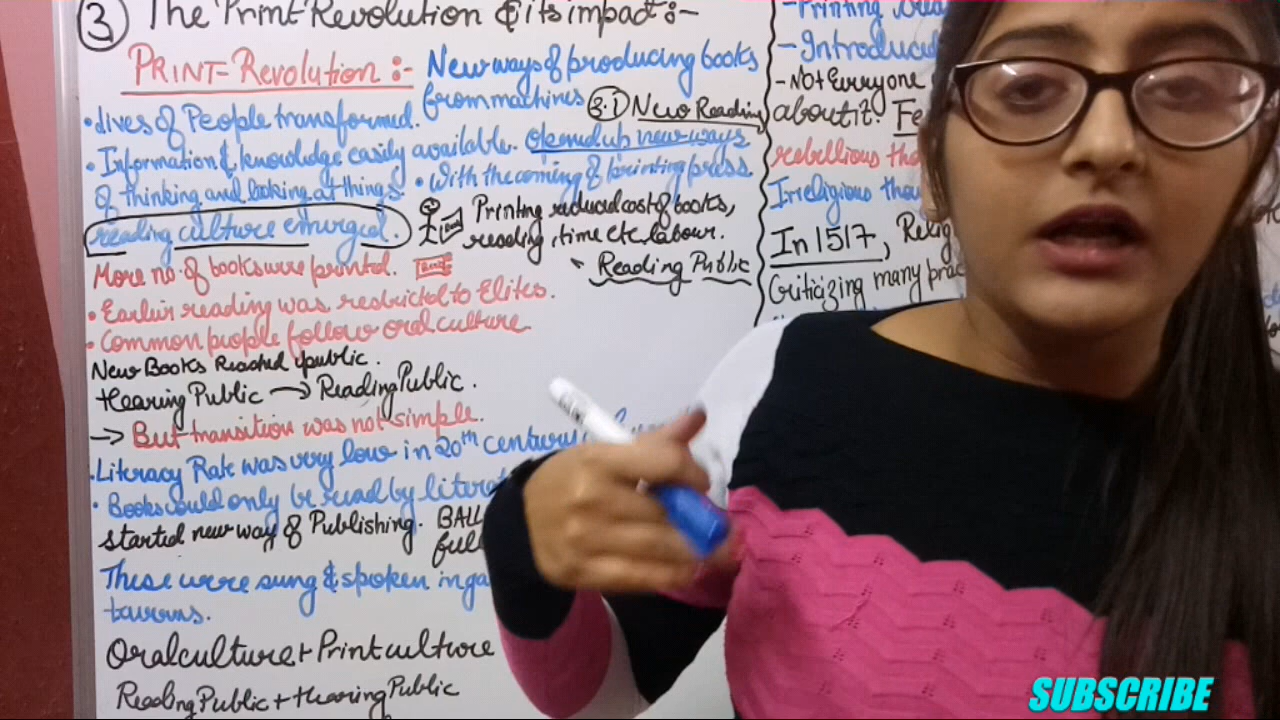 ③ The Print Revolution & its impact :-
PRINT-Revolution :- New ways of producing books
from machines 3.1) New Reading
• lives of People transformed.
• Information & knowledge easily available. Opened up new ways
of thinking and looking at things • With the coming of printing press
reading culture emerged.
Printing reduced cost of books,
reading, time etc, labour.
Reading Public
More no. of books were printed.
• Earlier reading was restricted to Elites.
• Common people follow oral culture
New Books Reached public.
Hearing Public → Reading Public.
→ But transition was not simple.
• Literacy Rate was very low in 20th century
• Books could only be read by
started new way of Publishing.
These were sung & spoken in
taverns.
Oral culture + Print culture
Reading Public + Hearing Public
- Printing
- Introduced
- Not Everyone
about it?
rebellious
Irreligious
In 1517,
Criticizing many
SUBSCRIBE